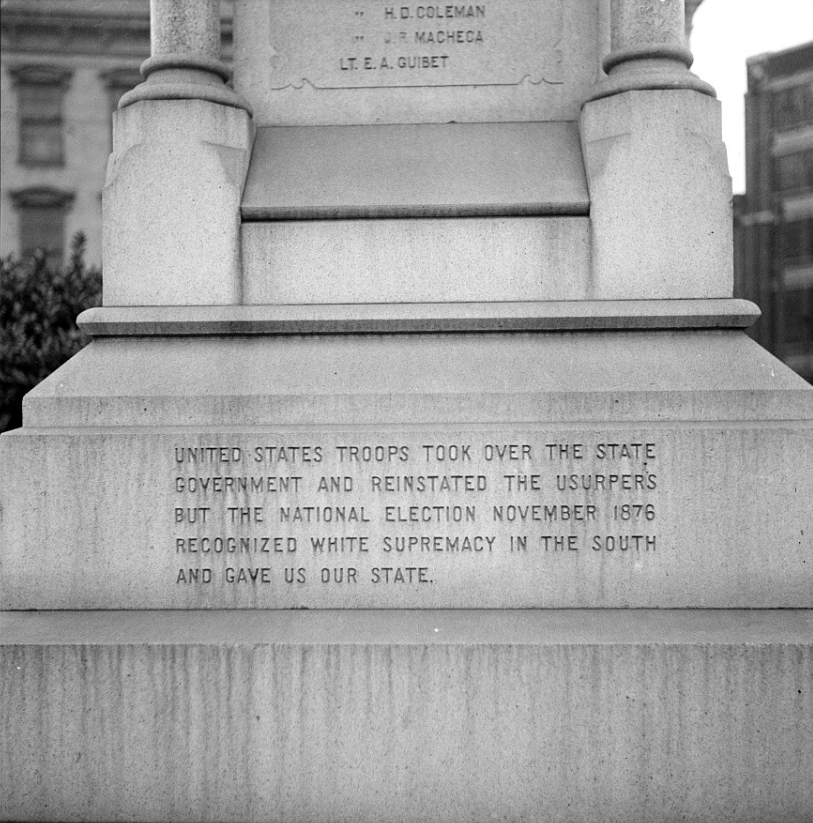 " H. D. COLEMAN
" J. R. MACHECA
LT. E. A. GUIBET
UNITED STATES TROOPS TOOK OVER THE STATE
GOVERNMENT AND REINSTATED THE USURPERS
BUT THE NATIONAL ELECTION NOVEMBER 1876
RECOGNIZED WHITE SUPREMACY IN THE SOUTH
AND GAVE US OUR STATE.